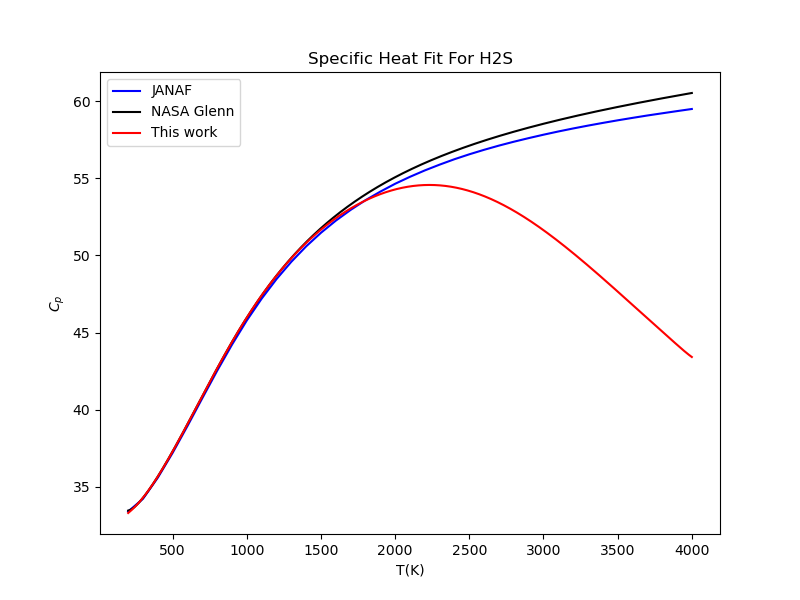 Specific Heat Fit For H2S
JANAF
NASA Glenn
This work
60
55
50
45
40
35
C_p
500 1000 1500 2000 2500 3000 3500 4000
T(K)